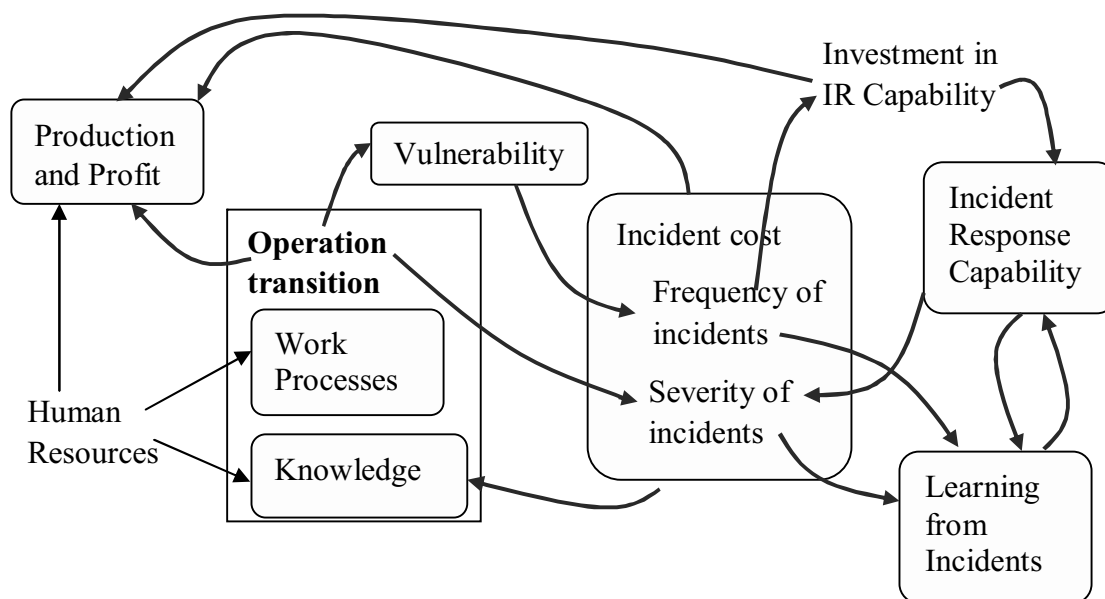 Investment in
IR Capability
Production
and Profit
Vulnerability
Incident
Response
Capability
Operation
transition
Incident cost
Frequency of
incidents
Work
Processes
Severity of
incidents
Human
Resources
Knowledge
Learning
from
Incidents